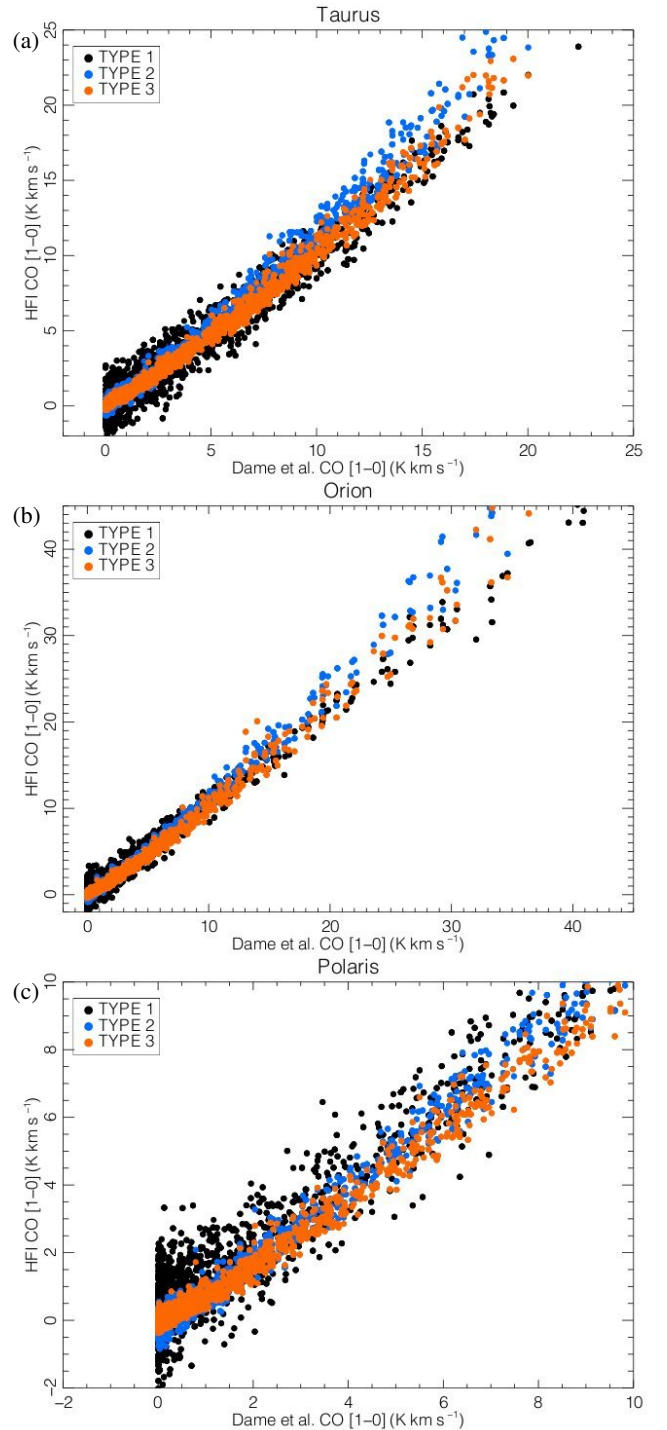 Taurus
(a)
TYPE 1
TYPE 2
TYPE 3
25
20
15
10
5
0
HFI CO [1–0] (K km s⁻¹)
0 5 10 15 20 25
Dame et al. CO [1–0] (K km s⁻¹)
Orion
(b)
TYPE 1
TYPE 2
TYPE 3
40
30
20
10
0
HFI CO [1–0] (K km s⁻¹)
0 10 20 30 40
Dame et al. CO [1–0] (K km s⁻¹)
Polaris
(c)
TYPE 1
TYPE 2
TYPE 3
10
8
6
4
2
0
−2
HFI CO [1–0] (K km s⁻¹)
−2 0 2 4 6 8 10
Dame et al. CO [1–0] (K km s⁻¹)